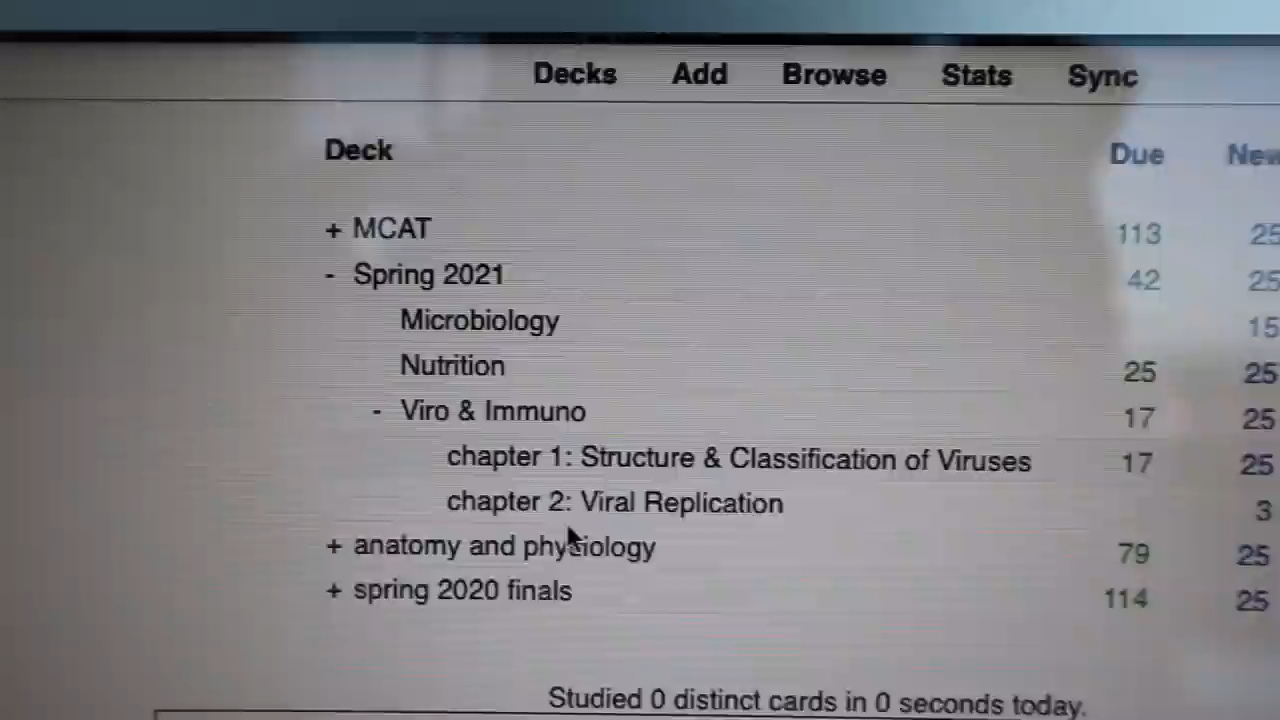 Decks Add Browse Stats Sync
Deck Due New
+ MCAT 113 25
- Spring 2021 42 25
Microbiology 15
Nutrition 25 25
- Viro & Immuno 17 25
chapter 1: Structure & Classification of Viruses 17 25
chapter 2: Viral Replication 3
+ anatomy and physiology 79 25
+ spring 2020 finals 114 25
Studied 0 distinct cards in 0 seconds today.